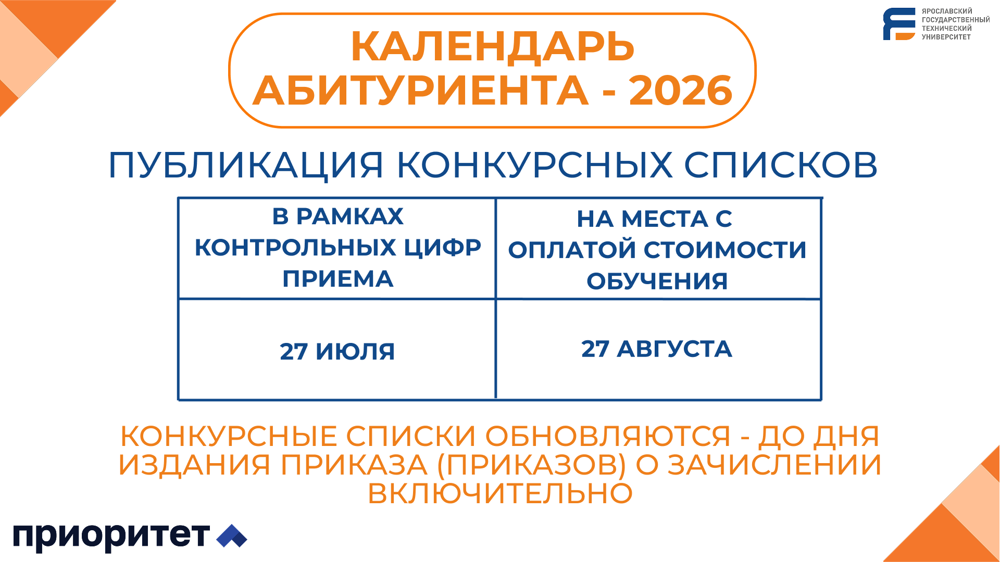 КАЛЕНДАРЬ
АБИТУРИЕНТА - 2026
ЯРОСЛАВСКИЙ
ГОСУДАРСТВЕННЫЙ
ТЕХНИЧЕСКИЙ
УНИВЕРСИТЕТ
ПУБЛИКАЦИЯ КОНКУРСНЫХ СПИСКОВ
В РАМКАХ
КОНТРОЛЬНЫХ ЦИФР
ПРИЕМА
НА МЕСТА С
ОПЛАТОЙ СТОИМОСТИ
ОБУЧЕНИЯ
27 ИЮЛЯ
27 АВГУСТА
КОНКУРСНЫЕ СПИСКИ ОБНОВЛЯЮТСЯ - ДО ДНЯ
ИЗДАНИЯ ПРИКАЗА (ПРИКАЗОВ) О ЗАЧИСЛЕНИИ
ВКЛЮЧИТЕЛЬНО
приоритет